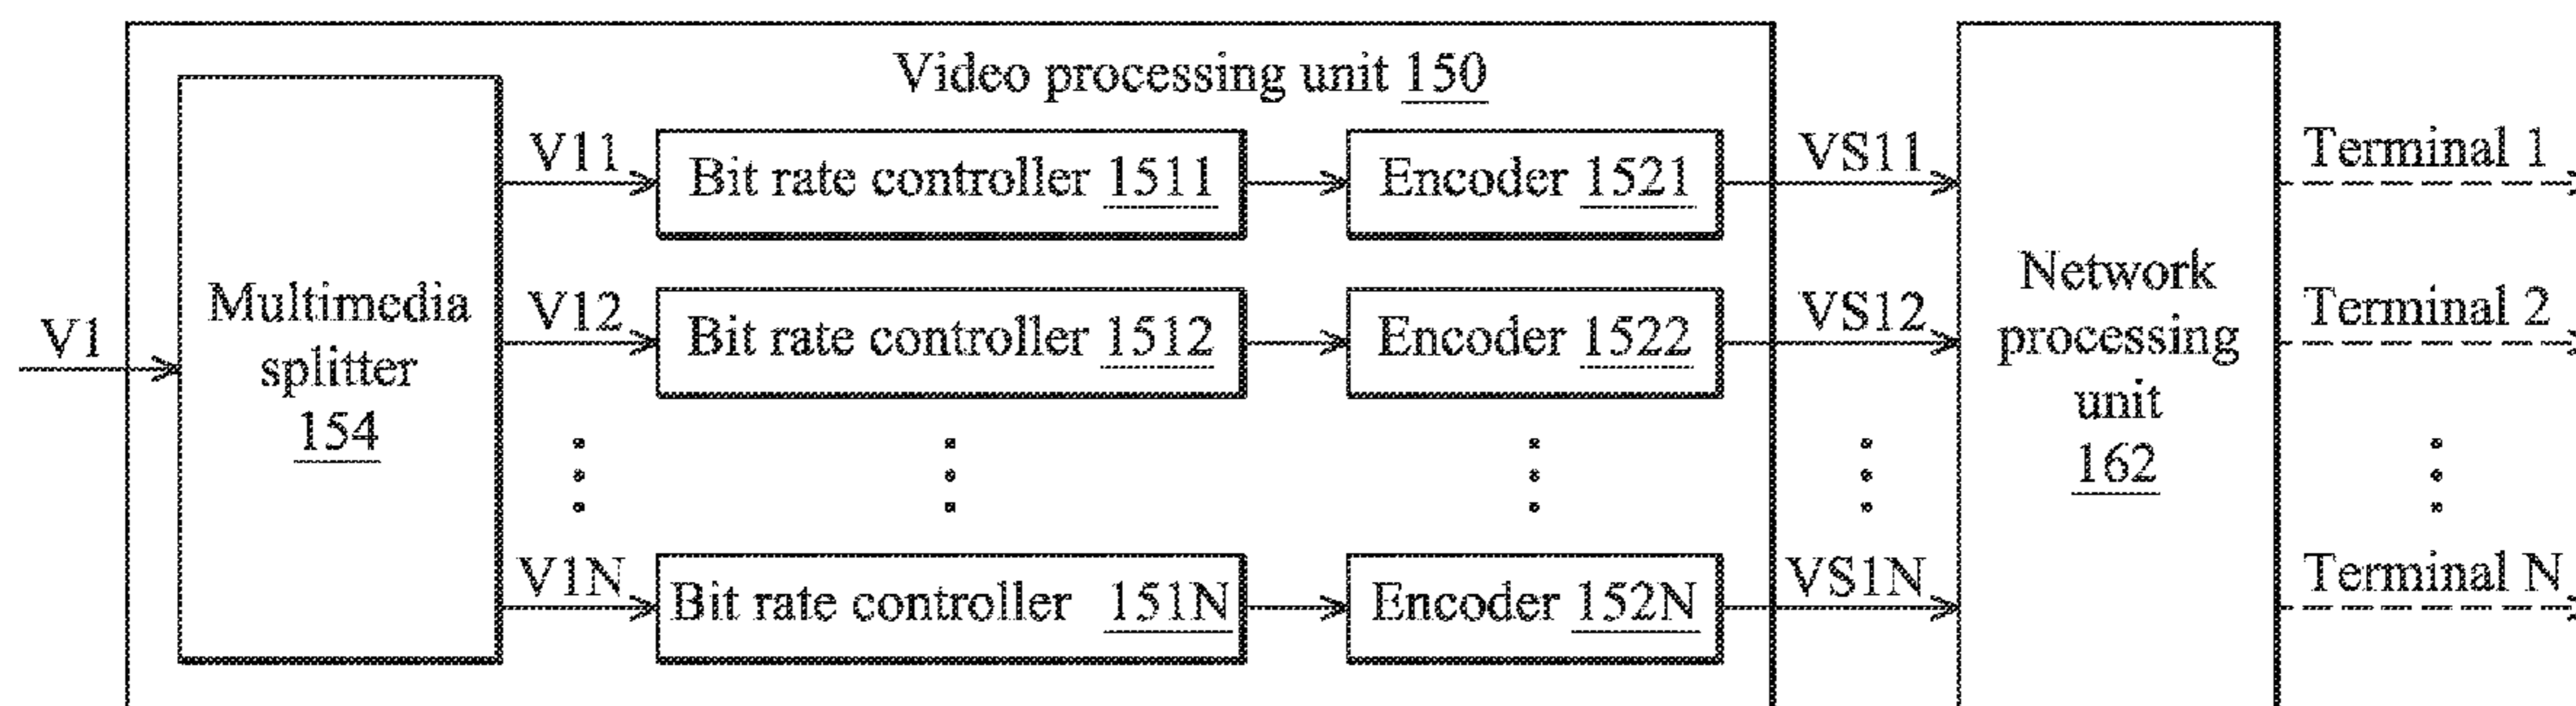 Video processing unit 150
V1
Multimedia
splitter
154
V11
Bit rate controller 1511
Encoder 1521
VS11
V12
Bit rate controller 1512
Encoder 1522
VS12
V1N
Bit rate controller 151N
Encoder 152N
VS1N
Network
processing
unit
162
Terminal 1
Terminal 2
Terminal N